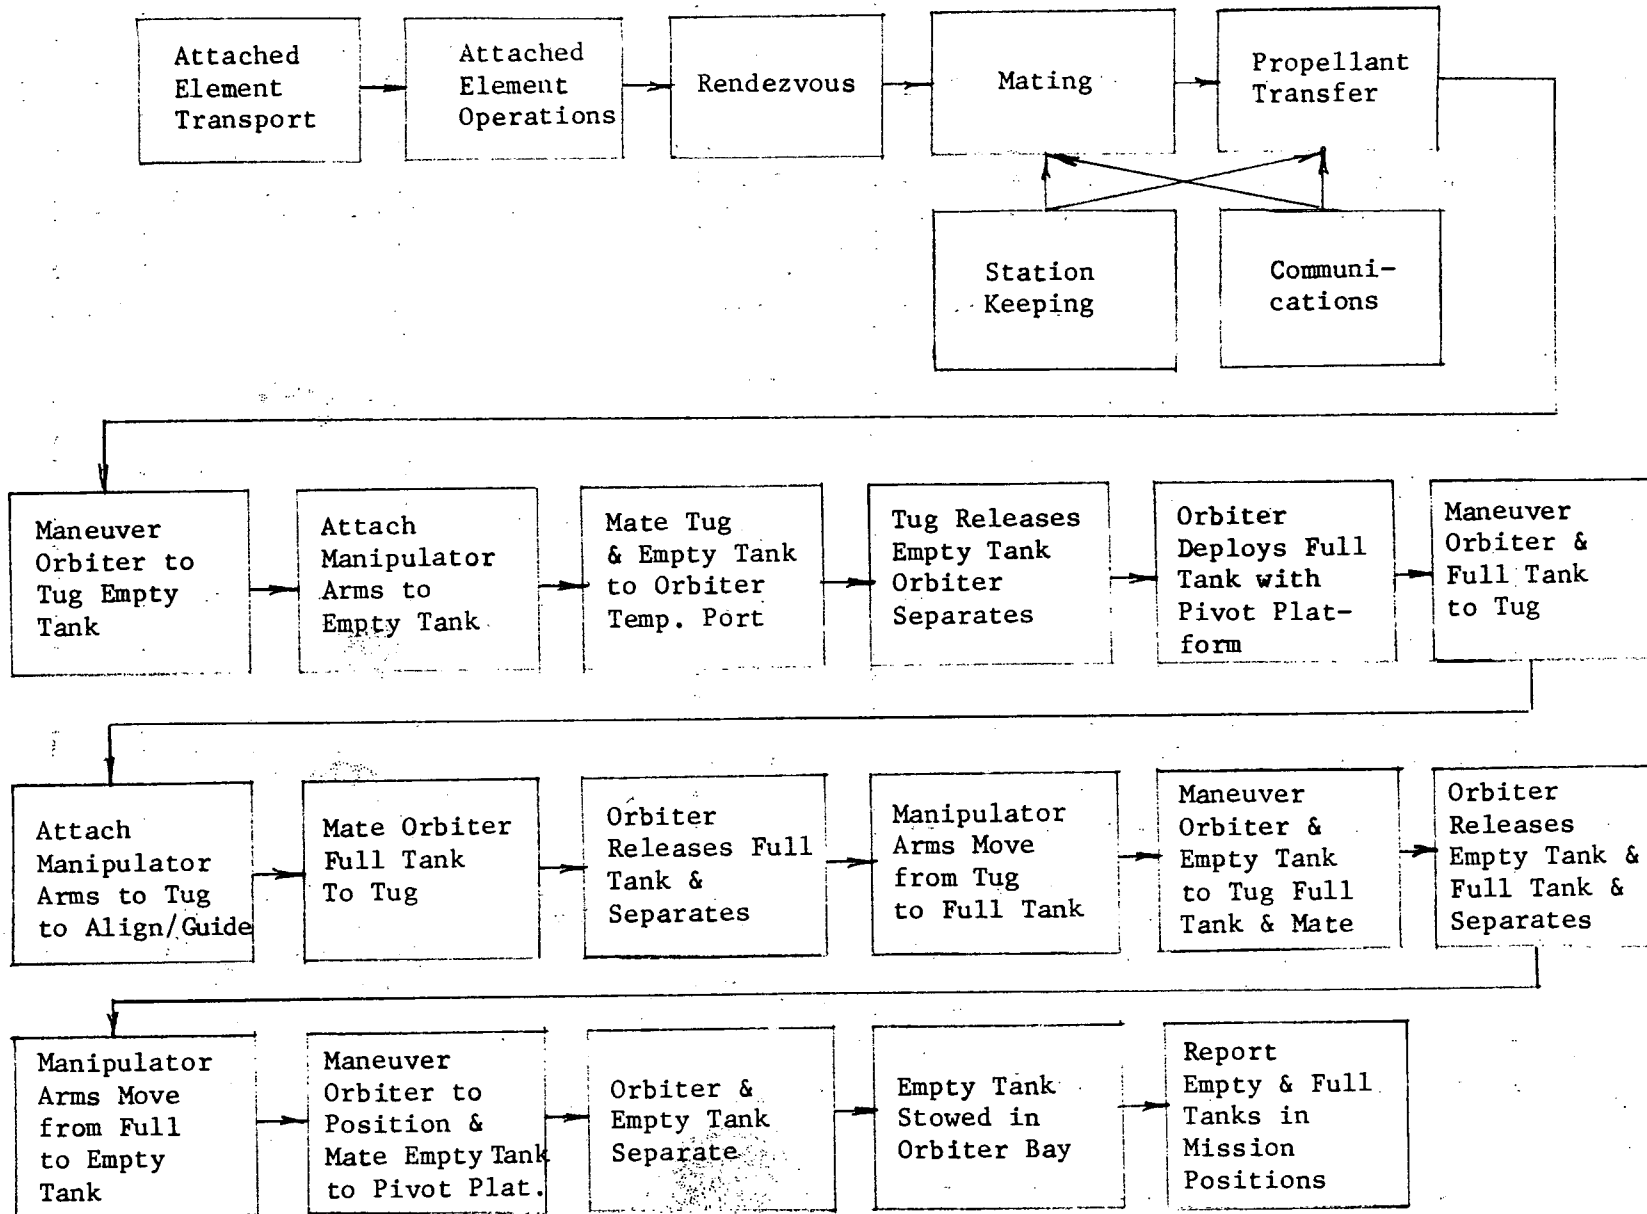 Attached
Element
Transport
Attached
Element
Operations
Rendezvous
Mating
Propellant
Transfer
Station
Keeping
Communi-
cations
Maneuver
Orbiter to
Tug Empty
Tank
Attach
Manipulator
Arms to
Empty Tank
Mate Tug
& Empty Tank
to Orbiter
Temp. Port
Tug Releases
Empty Tank
Orbiter
Separates
Orbiter
Deploys Full
Tank with
Pivot Plat-
form
Maneuver
Orbiter &
Full Tank
to Tug
Attach
Manipulator
Arms to Tug
to Align/Guide
Mate Orbiter
Full Tank
To Tug
Orbiter
Releases Full
Tank &
Separates
Manipulator
Arms Move
from Tug
to Full Tank
Maneuver
Orbiter &
Empty Tank
to Tug Full
Tank & Mate
Orbiter
Releases
Empty Tank &
Full Tank &
Separates
Manipulator
Arms Move
from Full
to Empty
Tank
Maneuver
Orbiter to
Position &
Mate Empty Tank
to Pivot Plat.
Orbiter &
Empty Tank
Separate
Empty Tank
Stowed in
Orbiter Bay
Report
Empty & Full
Tanks in
Mission
Positions